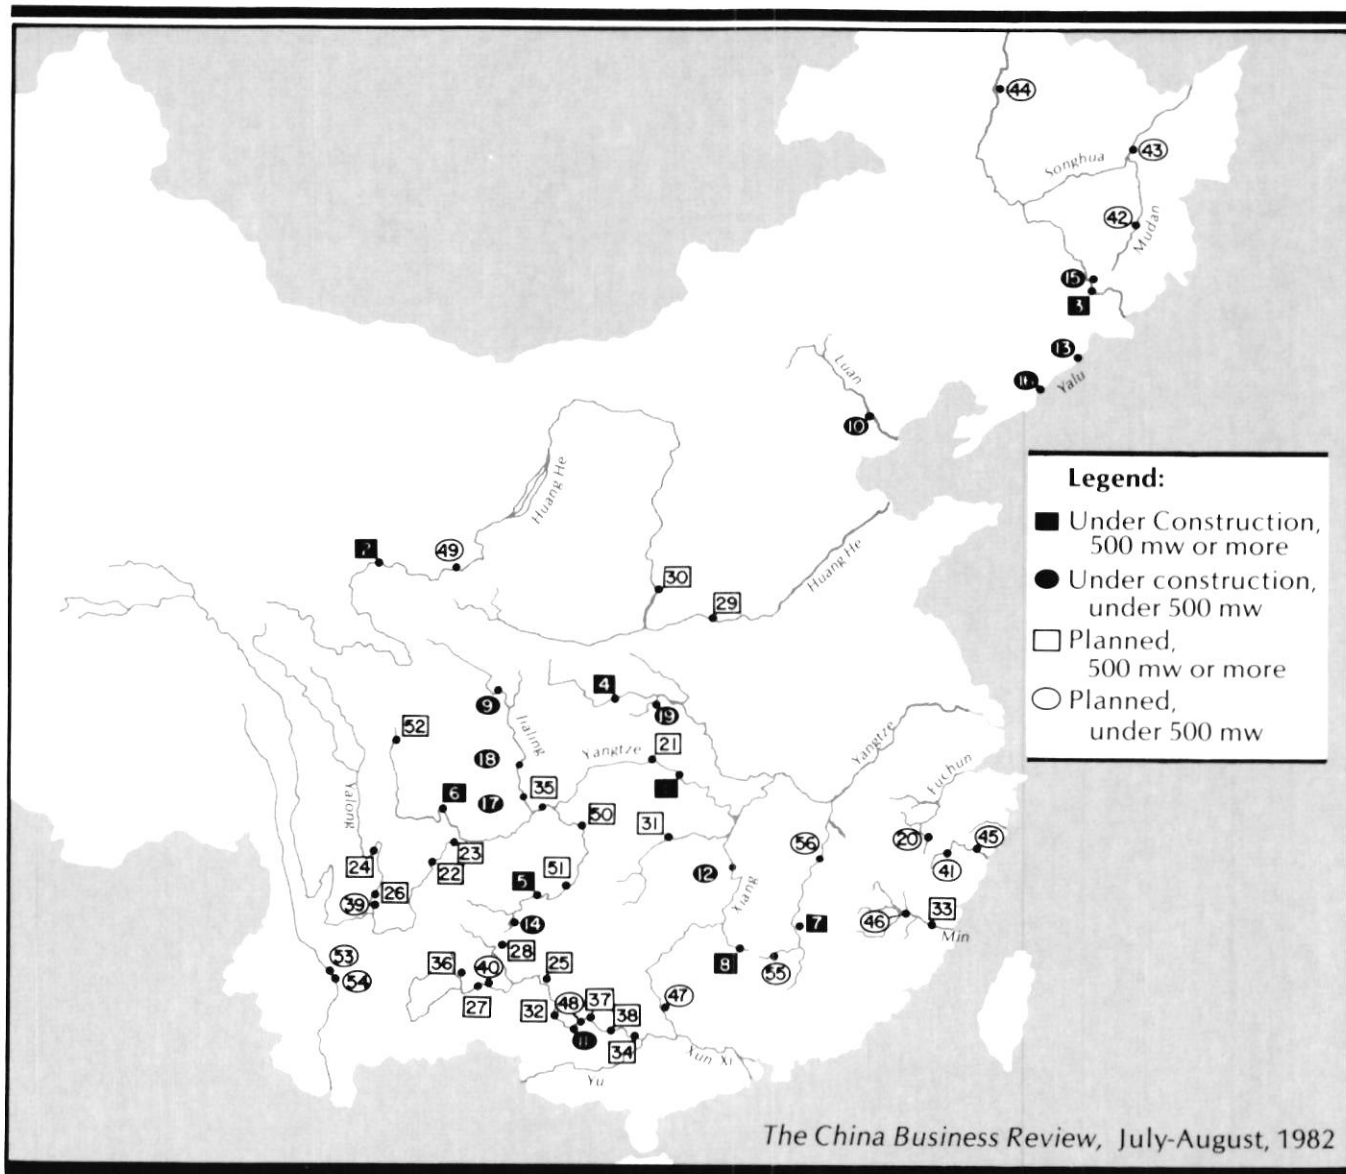 44
43
Songhua
42
Mudan
15
3
13
16
Yalu
Luan
10
Huang He
Legend:
Under Construction,
500 mw or more
Under construction,
under 500 mw
Planned,
500 mw or more
Planned,
under 500 mw
2
49
30
29
Huang He
4
19
9
52
Jialing
18
Yangtze
21
Yangtze
Fuchun
Yalong
6
17
35
50
31
56
20
45
41
24
23
22
12
26
39
5
51
Xiang
46
33
Min
14
7
28
8
55
53
54
36
40
25
27
47
32
48
37
38
11
34
Xun Xi
Yu
The China Business Review, July-August, 1982